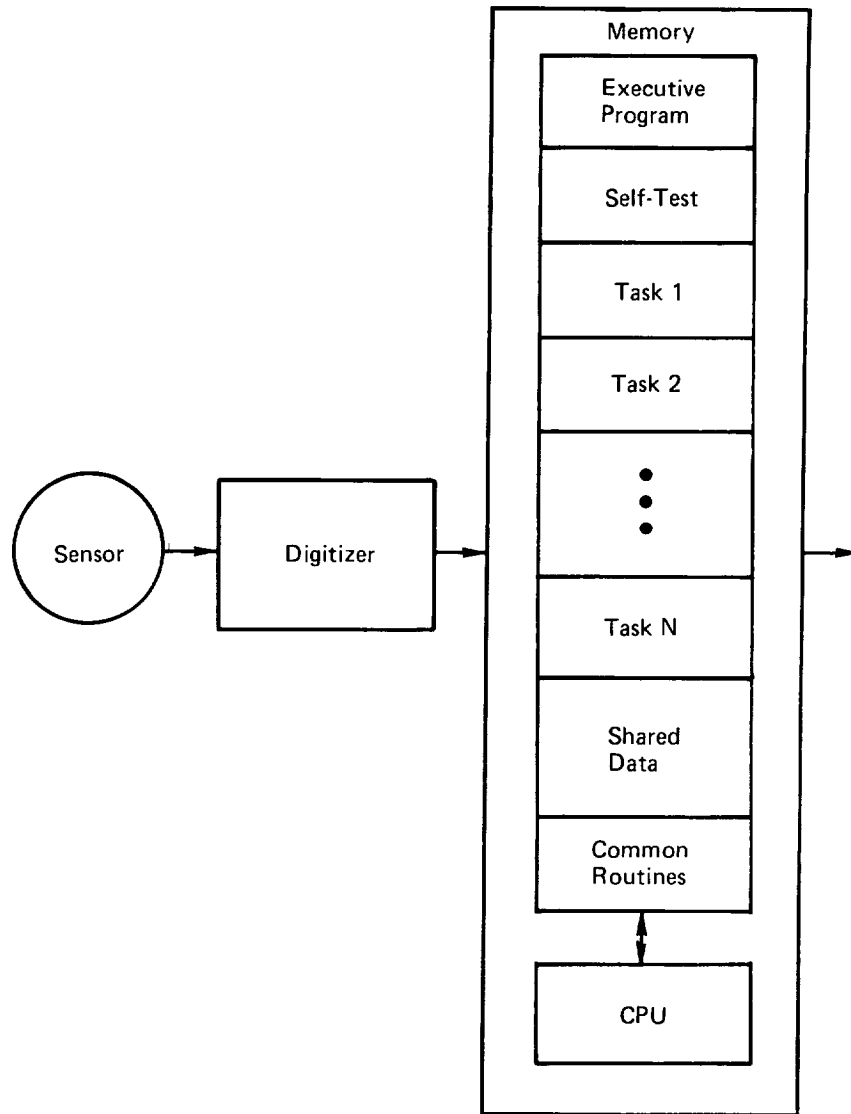 Memory
Executive
Program
Self-Test
Task 1
Task 2
Sensor
Digitizer
Task N
Shared
Data
Common
Routines
CPU